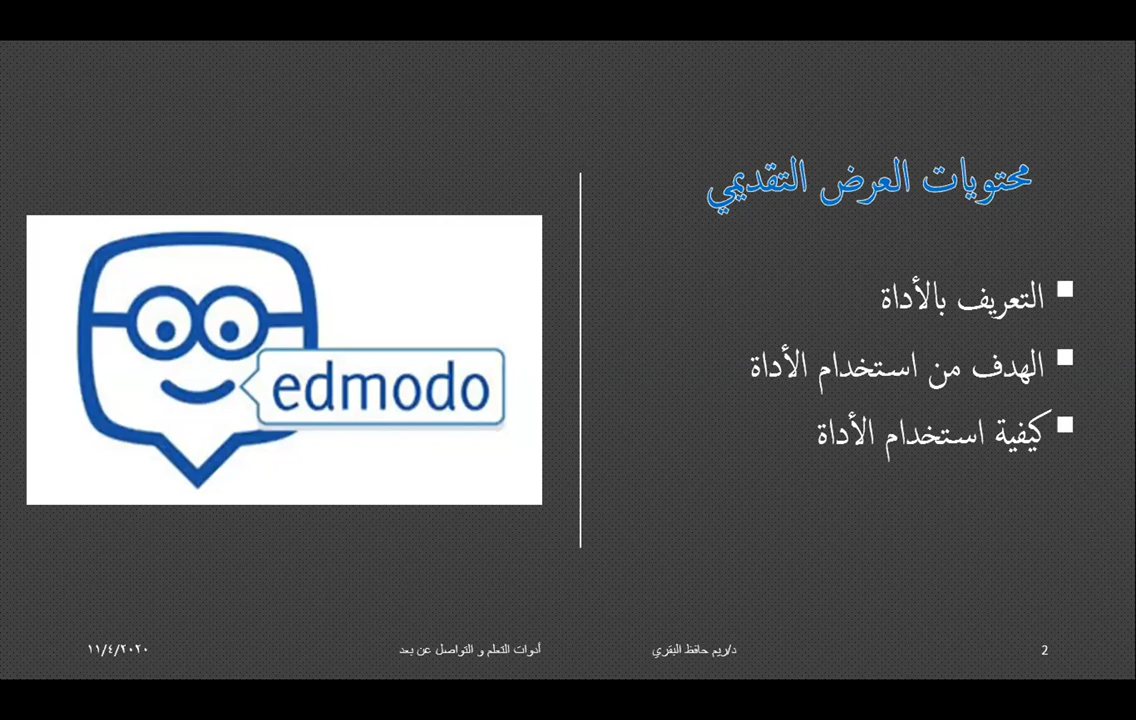 محتويات العرض التقديمي
التعريف بالأداة
الهدف من استخدام الأداة
كيفية استخدام الأداة
edmodo
2
د/ريم حافظ البقري
أدوات التعلم و التواصل عن بعد
١١/٤/٢٠٢٠